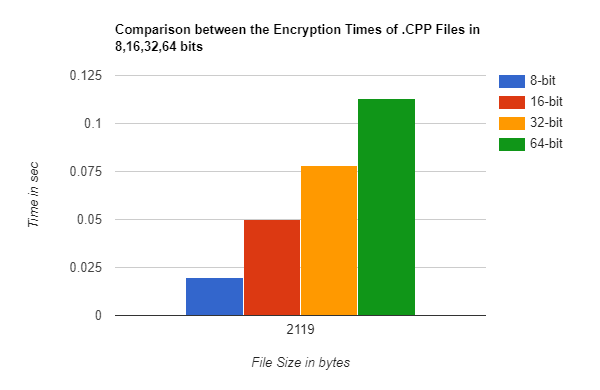 Comparison between the Encryption Times of .CPP Files in
8,16,32,64 bits
0.125
0.1
0.075
0.05
0.025
0
Time in sec
2119
File Size in bytes
8-bit
16-bit
32-bit
64-bit